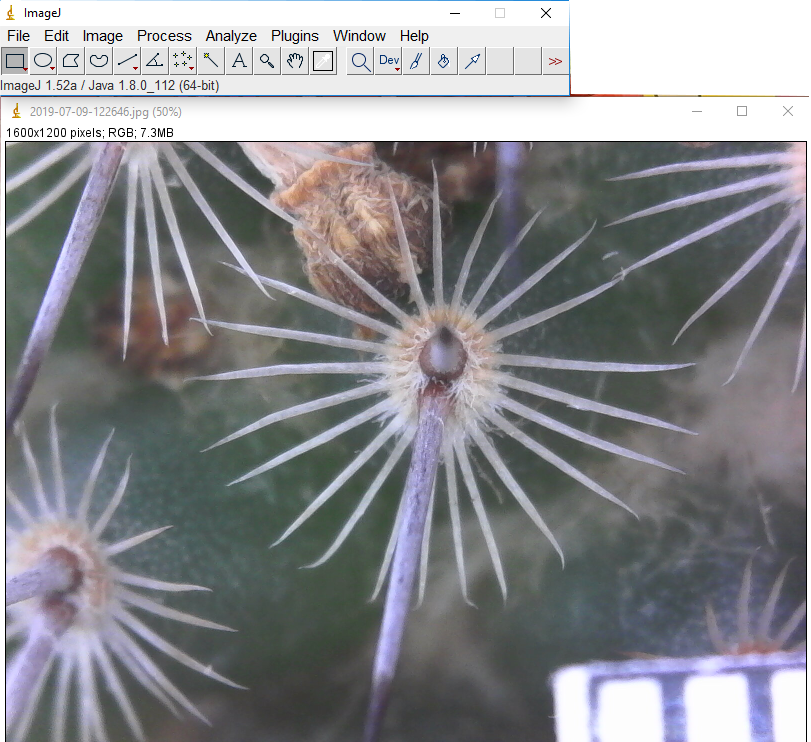 ImageJ
File Edit Image Process Analyze Plugins Window Help
A Dev >>
ImageJ 1.52a / Java 1.8.0_112 (64-bit)
2019-07-09-122646.jpg (50%)
1600x1200 pixels; RGB; 7.3MB